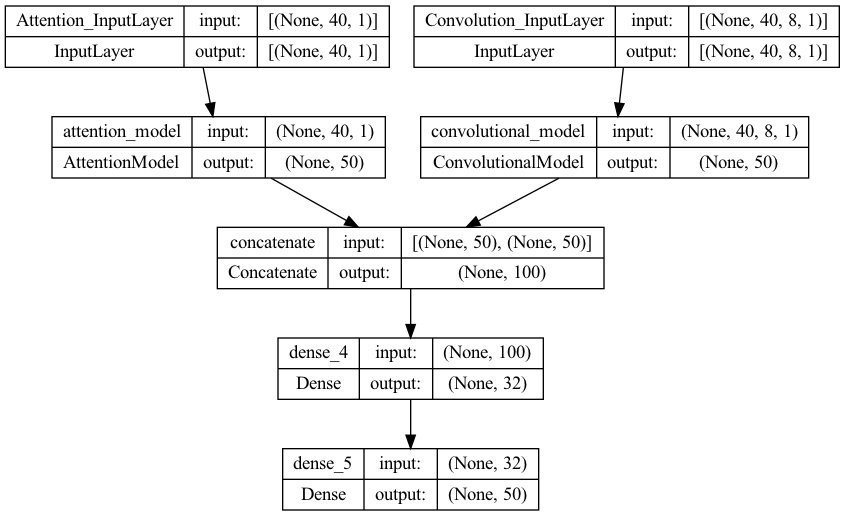 Attention_InputLayer input: [(None, 40, 1)]
InputLayer output: [(None, 40, 1)]
Convolution_InputLayer input: [(None, 40, 8, 1)]
InputLayer output: [(None, 40, 8, 1)]
attention_model input: (None, 40, 1)
AttentionModel output: (None, 50)
convolutional_model input: (None, 40, 8, 1)
ConvolutionalModel output: (None, 50)
concatenate input: [(None, 50), (None, 50)]
Concatenate output: (None, 100)
dense_4 input: (None, 100)
Dense output: (None, 32)
dense_5 input: (None, 32)
Dense output: (None, 50)